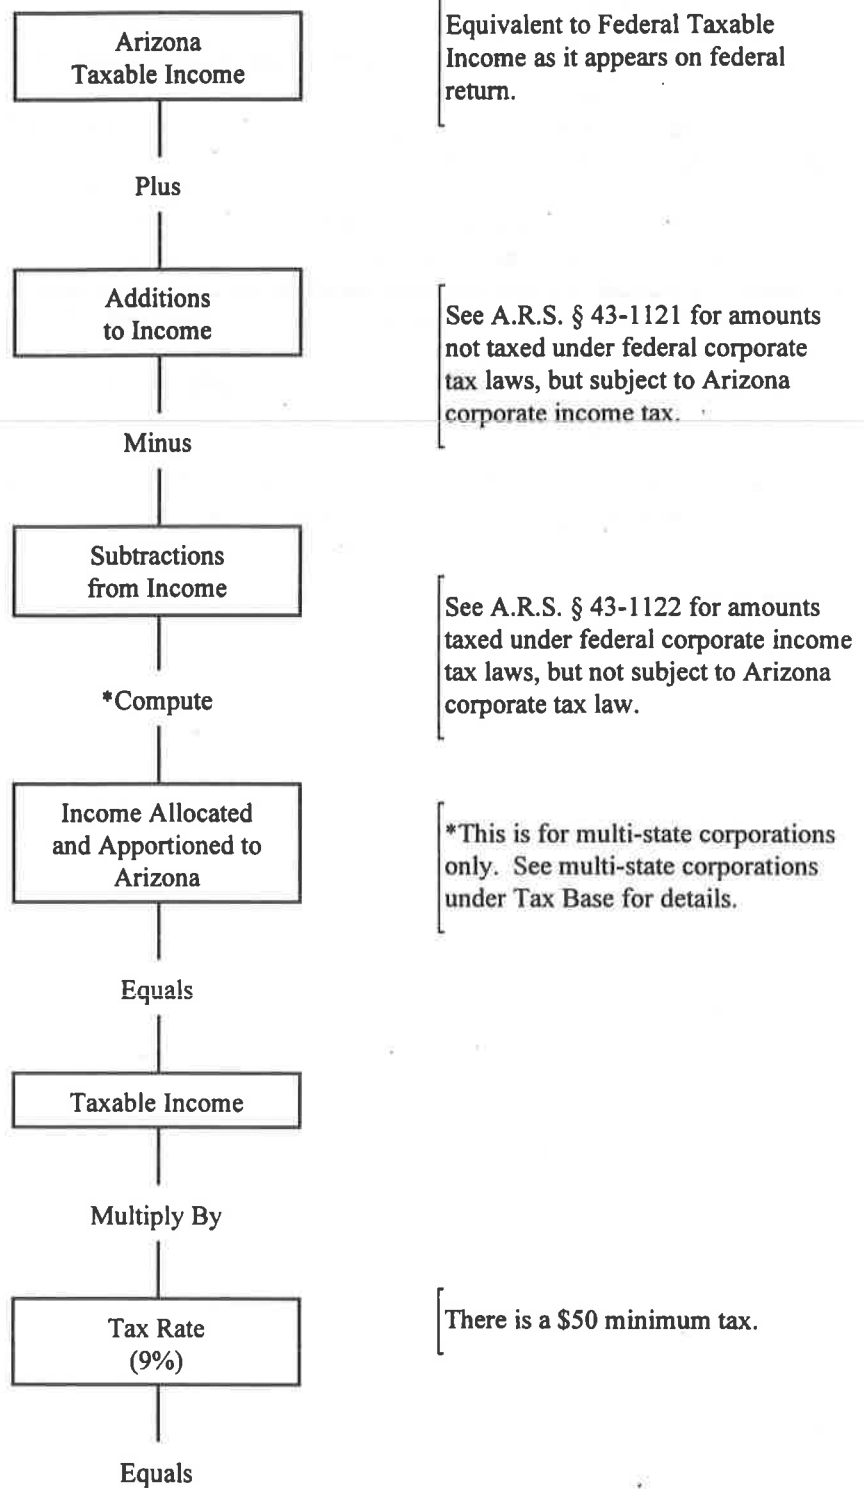 Arizona
Taxable Income
Equivalent to Federal Taxable
Income as it appears on federal
return.
Plus
Additions
to Income
See A.R.S. § 43-1121 for amounts
not taxed under federal corporate
tax laws, but subject to Arizona
corporate income tax.
Minus
Subtractions
from Income
See A.R.S. § 43-1122 for amounts
taxed under federal corporate income
tax laws, but not subject to Arizona
corporate tax law.
*Compute
Income Allocated
and Apportioned to
Arizona
*This is for multi-state corporations
only. See multi-state corporations
under Tax Base for details.
Equals
Taxable Income
Multiply By
Tax Rate
(9%)
There is a $50 minimum tax.
Equals